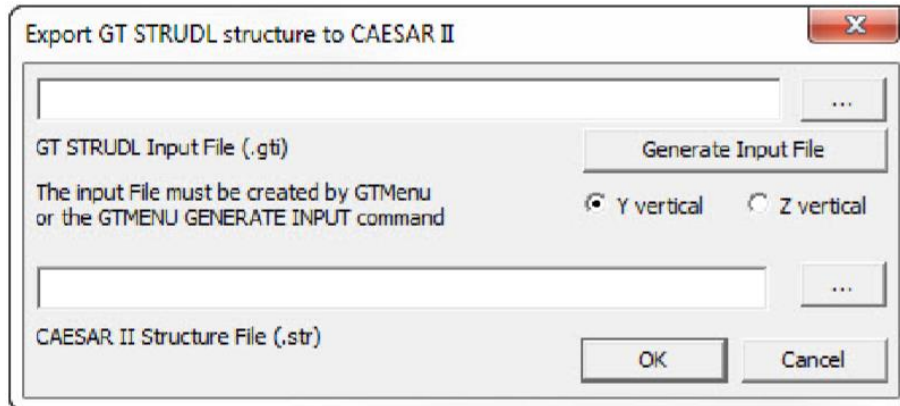 Export GT STRUDL structure to CAESAR II
X
...
GT STRUDL Input File (.gti)
Generate Input File
The input File must be created by GTMenu
or the GTMENU GENERATE INPUT command
Y vertical
Z vertical
...
CAESAR II Structure File (.str)
OK
Cancel